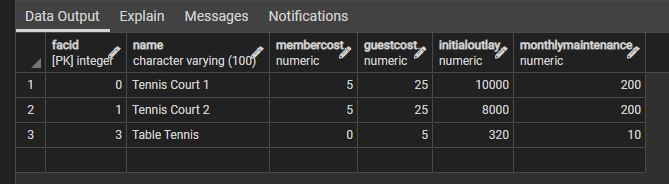 Data Output Explain Messages Notifications
facid name membercost guestcost initialoutlay monthlymaintenance
[PK] integer character varying (100) numeric numeric numeric numeric
1 0 Tennis Court 1 5 25 10000 200
2 1 Tennis Court 2 5 25 8000 200
3 3 Table Tennis 0 5 320 10